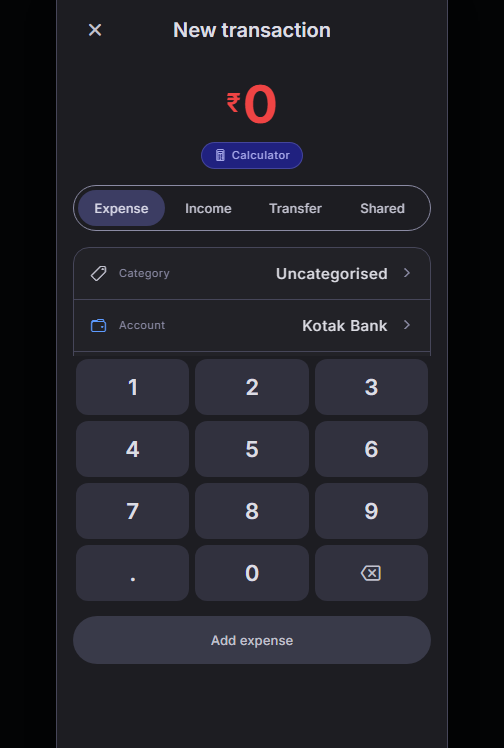 New transaction
₹0
Calculator
Expense Income Transfer Shared
Category Uncategorised
Account Kotak Bank
1 2 3
4 5 6
7 8 9
. 0
Add expense